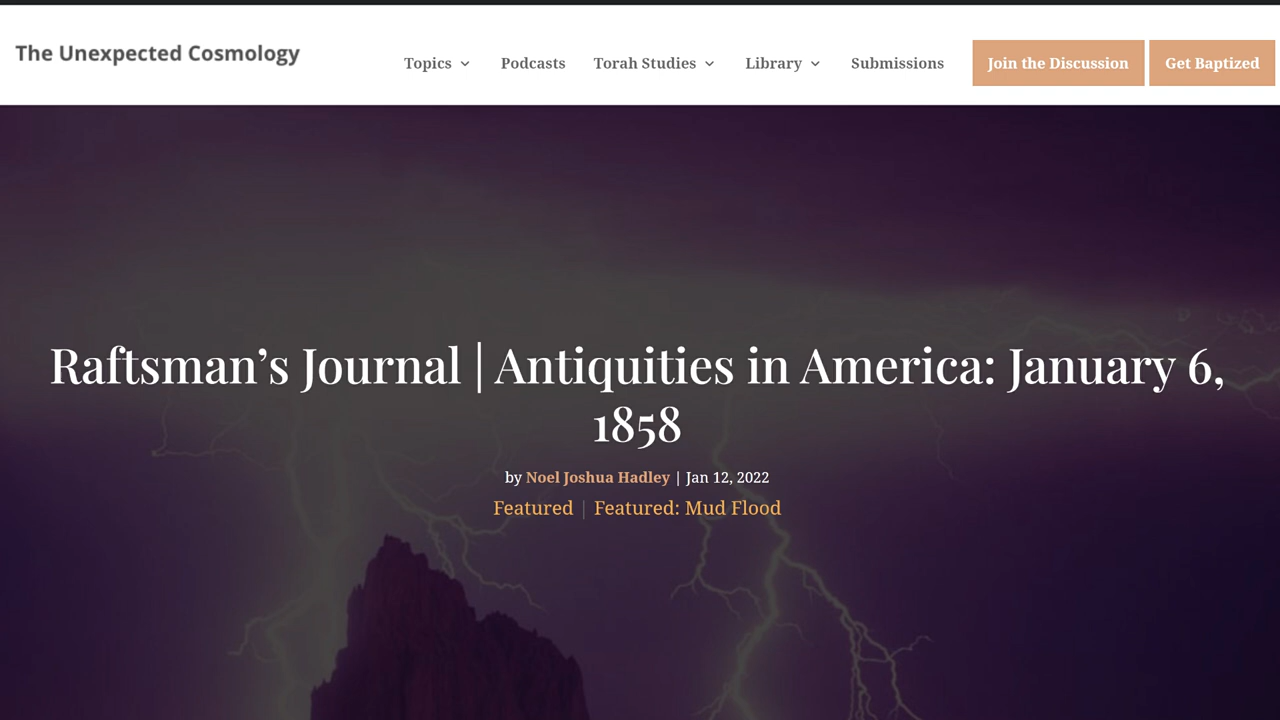 The Unexpected Cosmology
Topics Podcasts Torah Studies Library Submissions Join the Discussion Get Baptized
Raftsman’s Journal | Antiquities in America: January 6,
1858
by Noel Joshua Hadley | Jan 12, 2022
Featured | Featured: Mud Flood